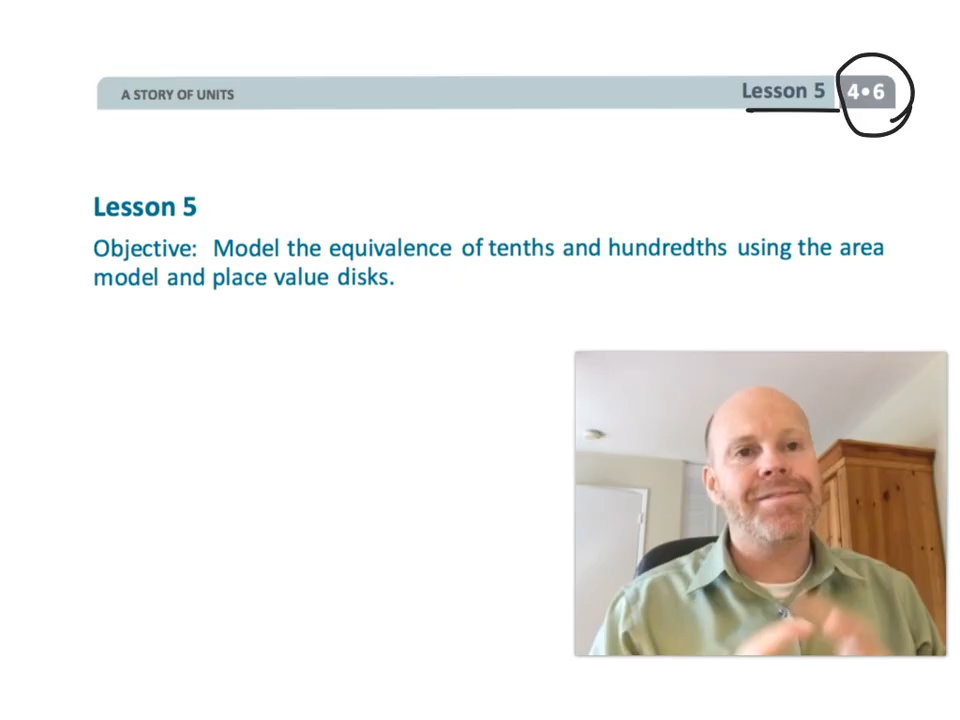 A STORY OF UNITS Lesson 5 4•6
Lesson 5
Objective: Model the equivalence of tenths and hundredths using the area
model and place value disks.